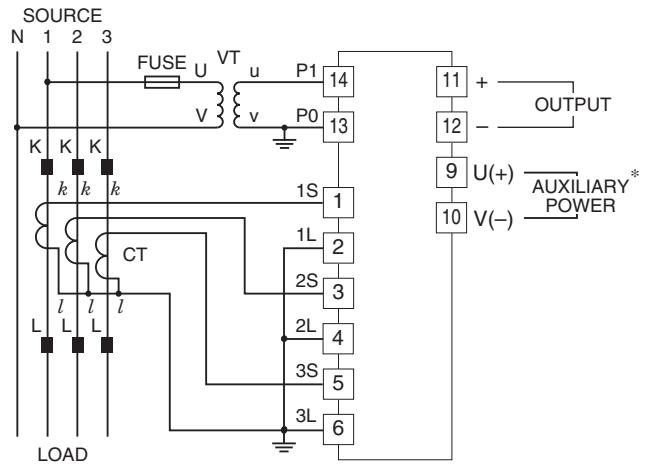 SOURCE
N 1 2 3
FUSE
VT
U u P1 14
V v P0 13
11 +
OUTPUT
12 −
K K K
k k k
9 U(+)
AUXILIARY*
POWER
10 V(−)
1S 1
1L 2
CT
2S 3
l l l
L L L
2L 4
3S 5
3L 6
LOAD